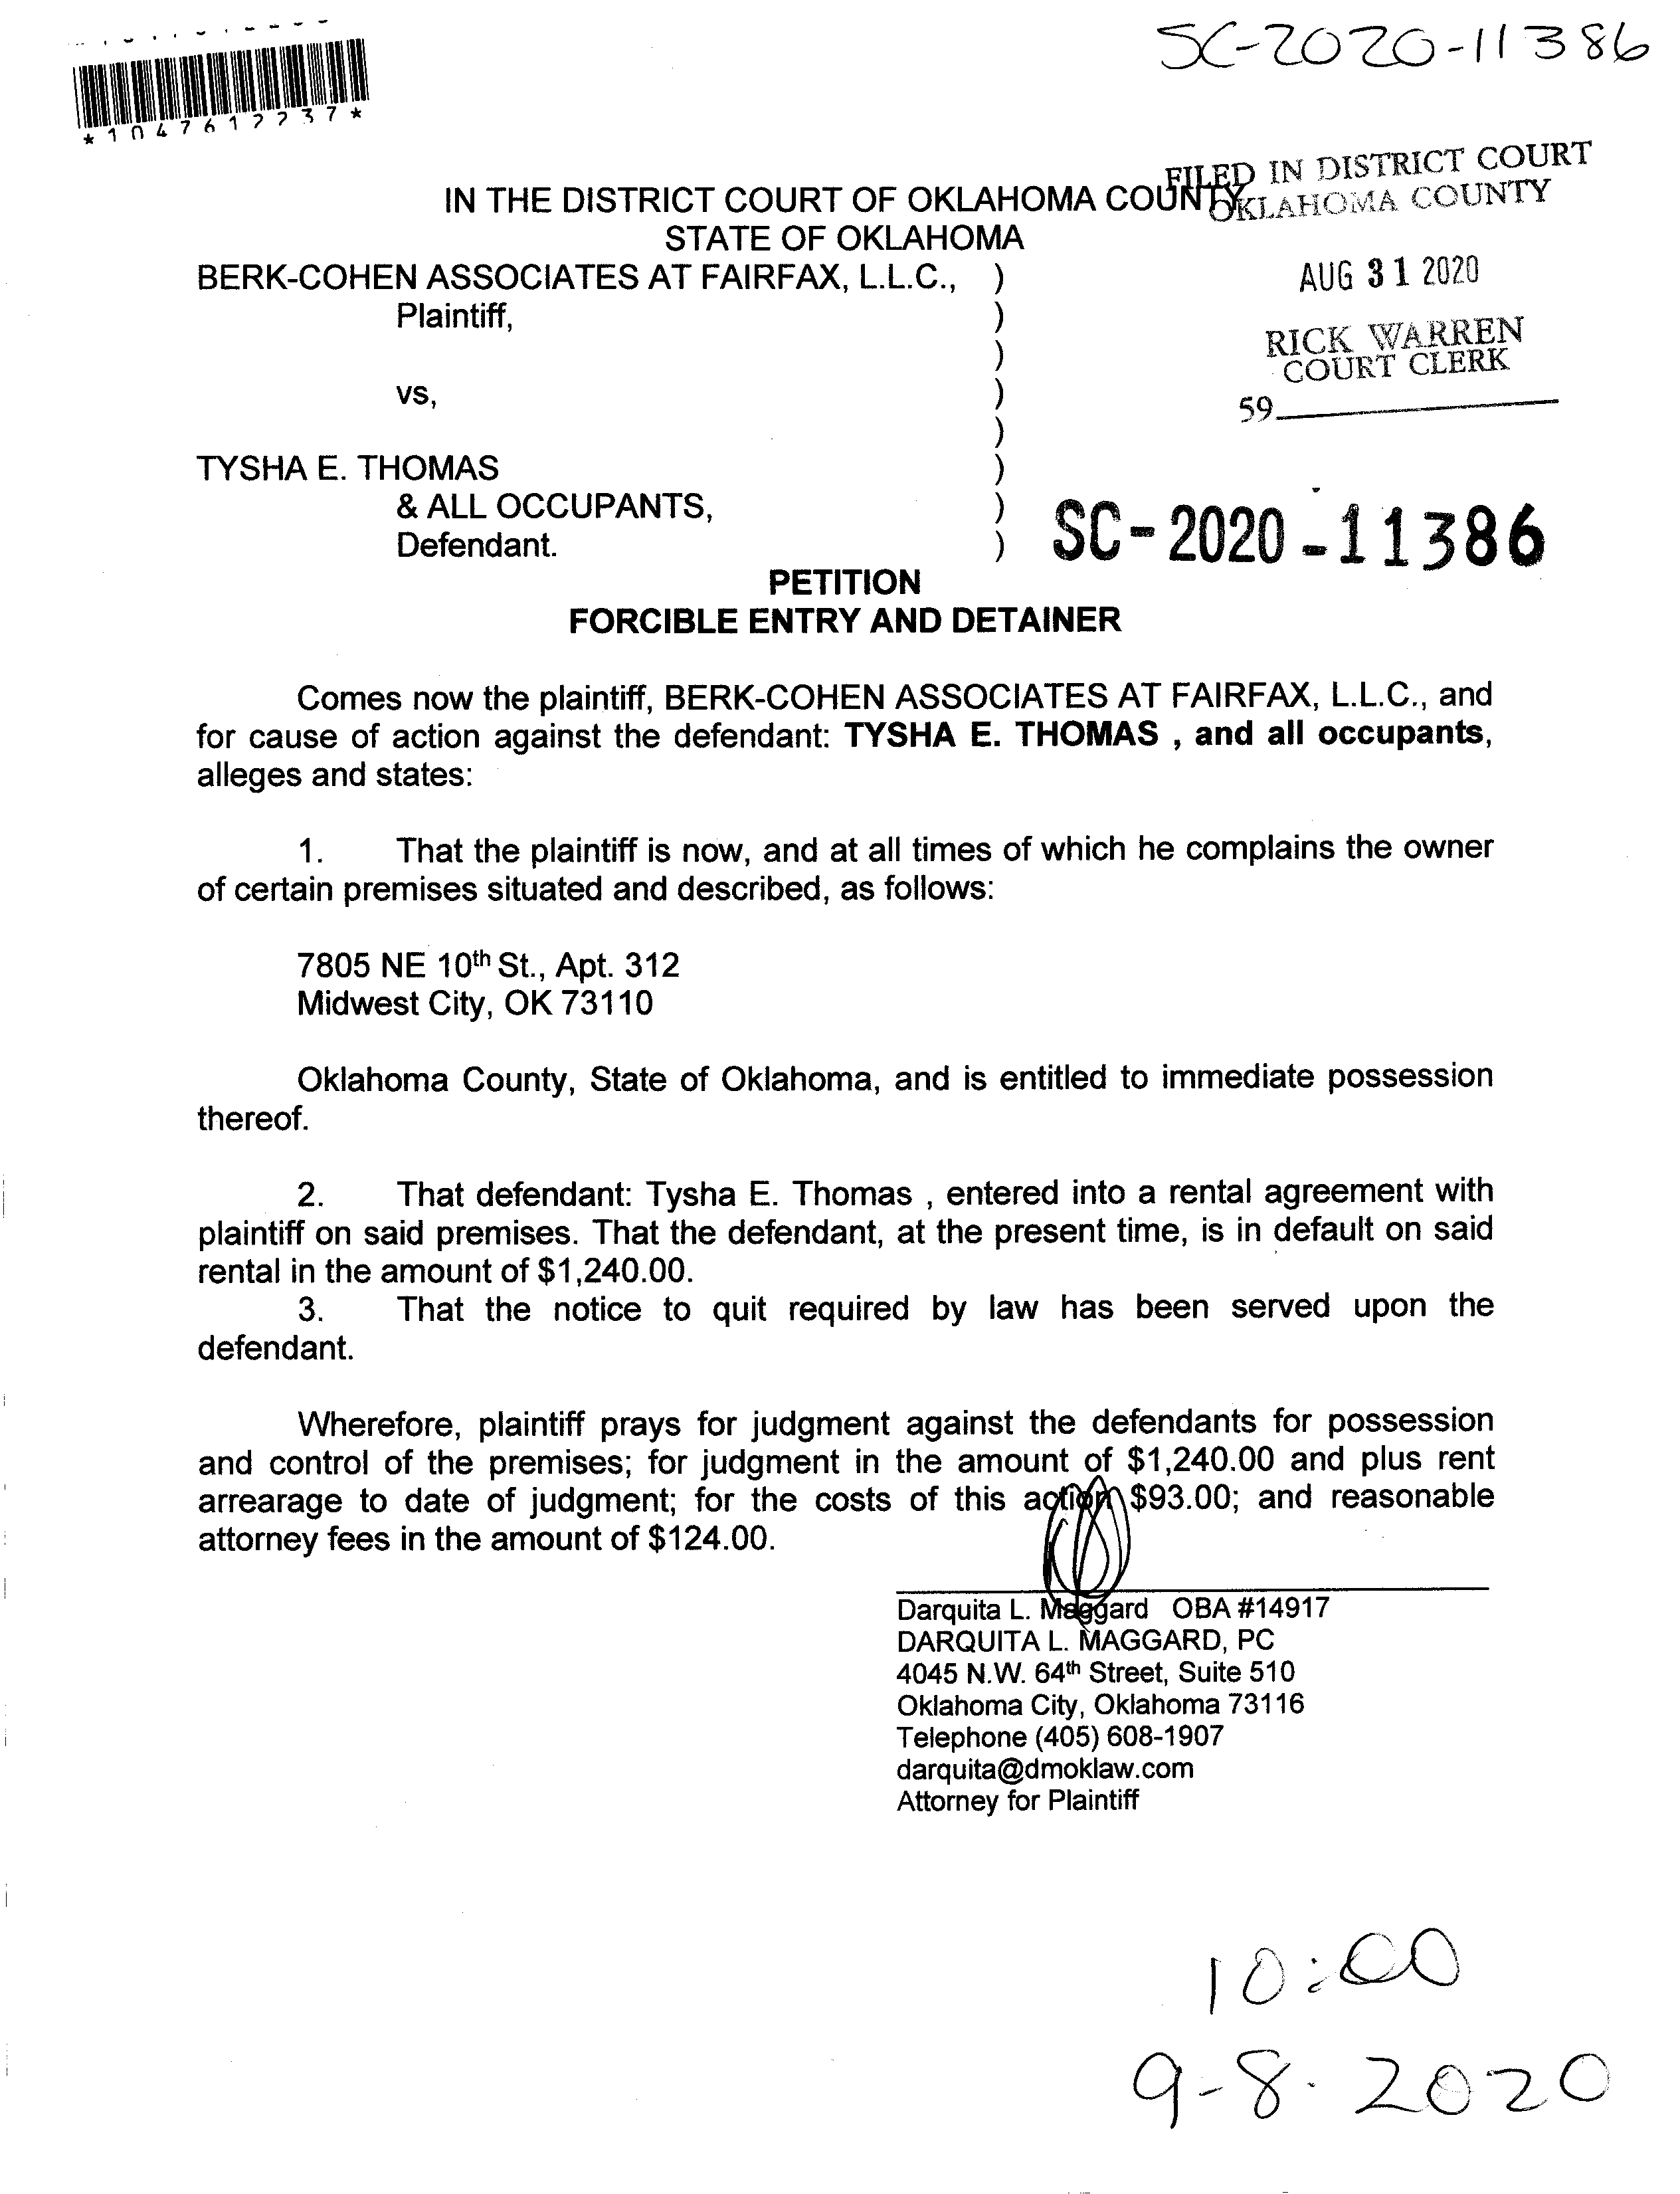 SC-2020-11386
*1047612237*
FILED IN DISTRICT COURT
OKLAHOMA COUNTY
IN THE DISTRICT COURT OF OKLAHOMA COUNTY
STATE OF OKLAHOMA
AUG 31 2020
RICK WARREN
COURT CLERK
59
BERK-COHEN ASSOCIATES AT FAIRFAX, L.L.C., )
Plaintiff, )
)
vs, )
)
TYSHA E. THOMAS )
& ALL OCCUPANTS, )
Defendant. )
SC-2020-11386
PETITION
FORCIBLE ENTRY AND DETAINER
Comes now the plaintiff, BERK-COHEN ASSOCIATES AT FAIRFAX, L.L.C., and
for cause of action against the defendant: TYSHA E. THOMAS , and all occupants,
alleges and states:
1. That the plaintiff is now, and at all times of which he complains the owner
of certain premises situated and described, as follows:
7805 NE 10th St., Apt. 312
Midwest City, OK 73110
Oklahoma County, State of Oklahoma, and is entitled to immediate possession
thereof.
2. That defendant: Tysha E. Thomas , entered into a rental agreement with
plaintiff on said premises. That the defendant, at the present time, is in default on said
rental in the amount of $1,240.00.
3. That the notice to quit required by law has been served upon the
defendant.
Wherefore, plaintiff prays for judgment against the defendants for possession
and control of the premises; for judgment in the amount of $1,240.00 and plus rent
arrearage to date of judgment; for the costs of this action $93.00; and reasonable
attorney fees in the amount of $124.00.
Darquita L. Maggard OBA #14917
DARQUITA L. MAGGARD, PC
4045 N.W. 64th Street, Suite 510
Oklahoma City, Oklahoma 73116
Telephone (405) 608-1907
darquita@dmoklaw.com
Attorney for Plaintiff
10:00
9-8-2020